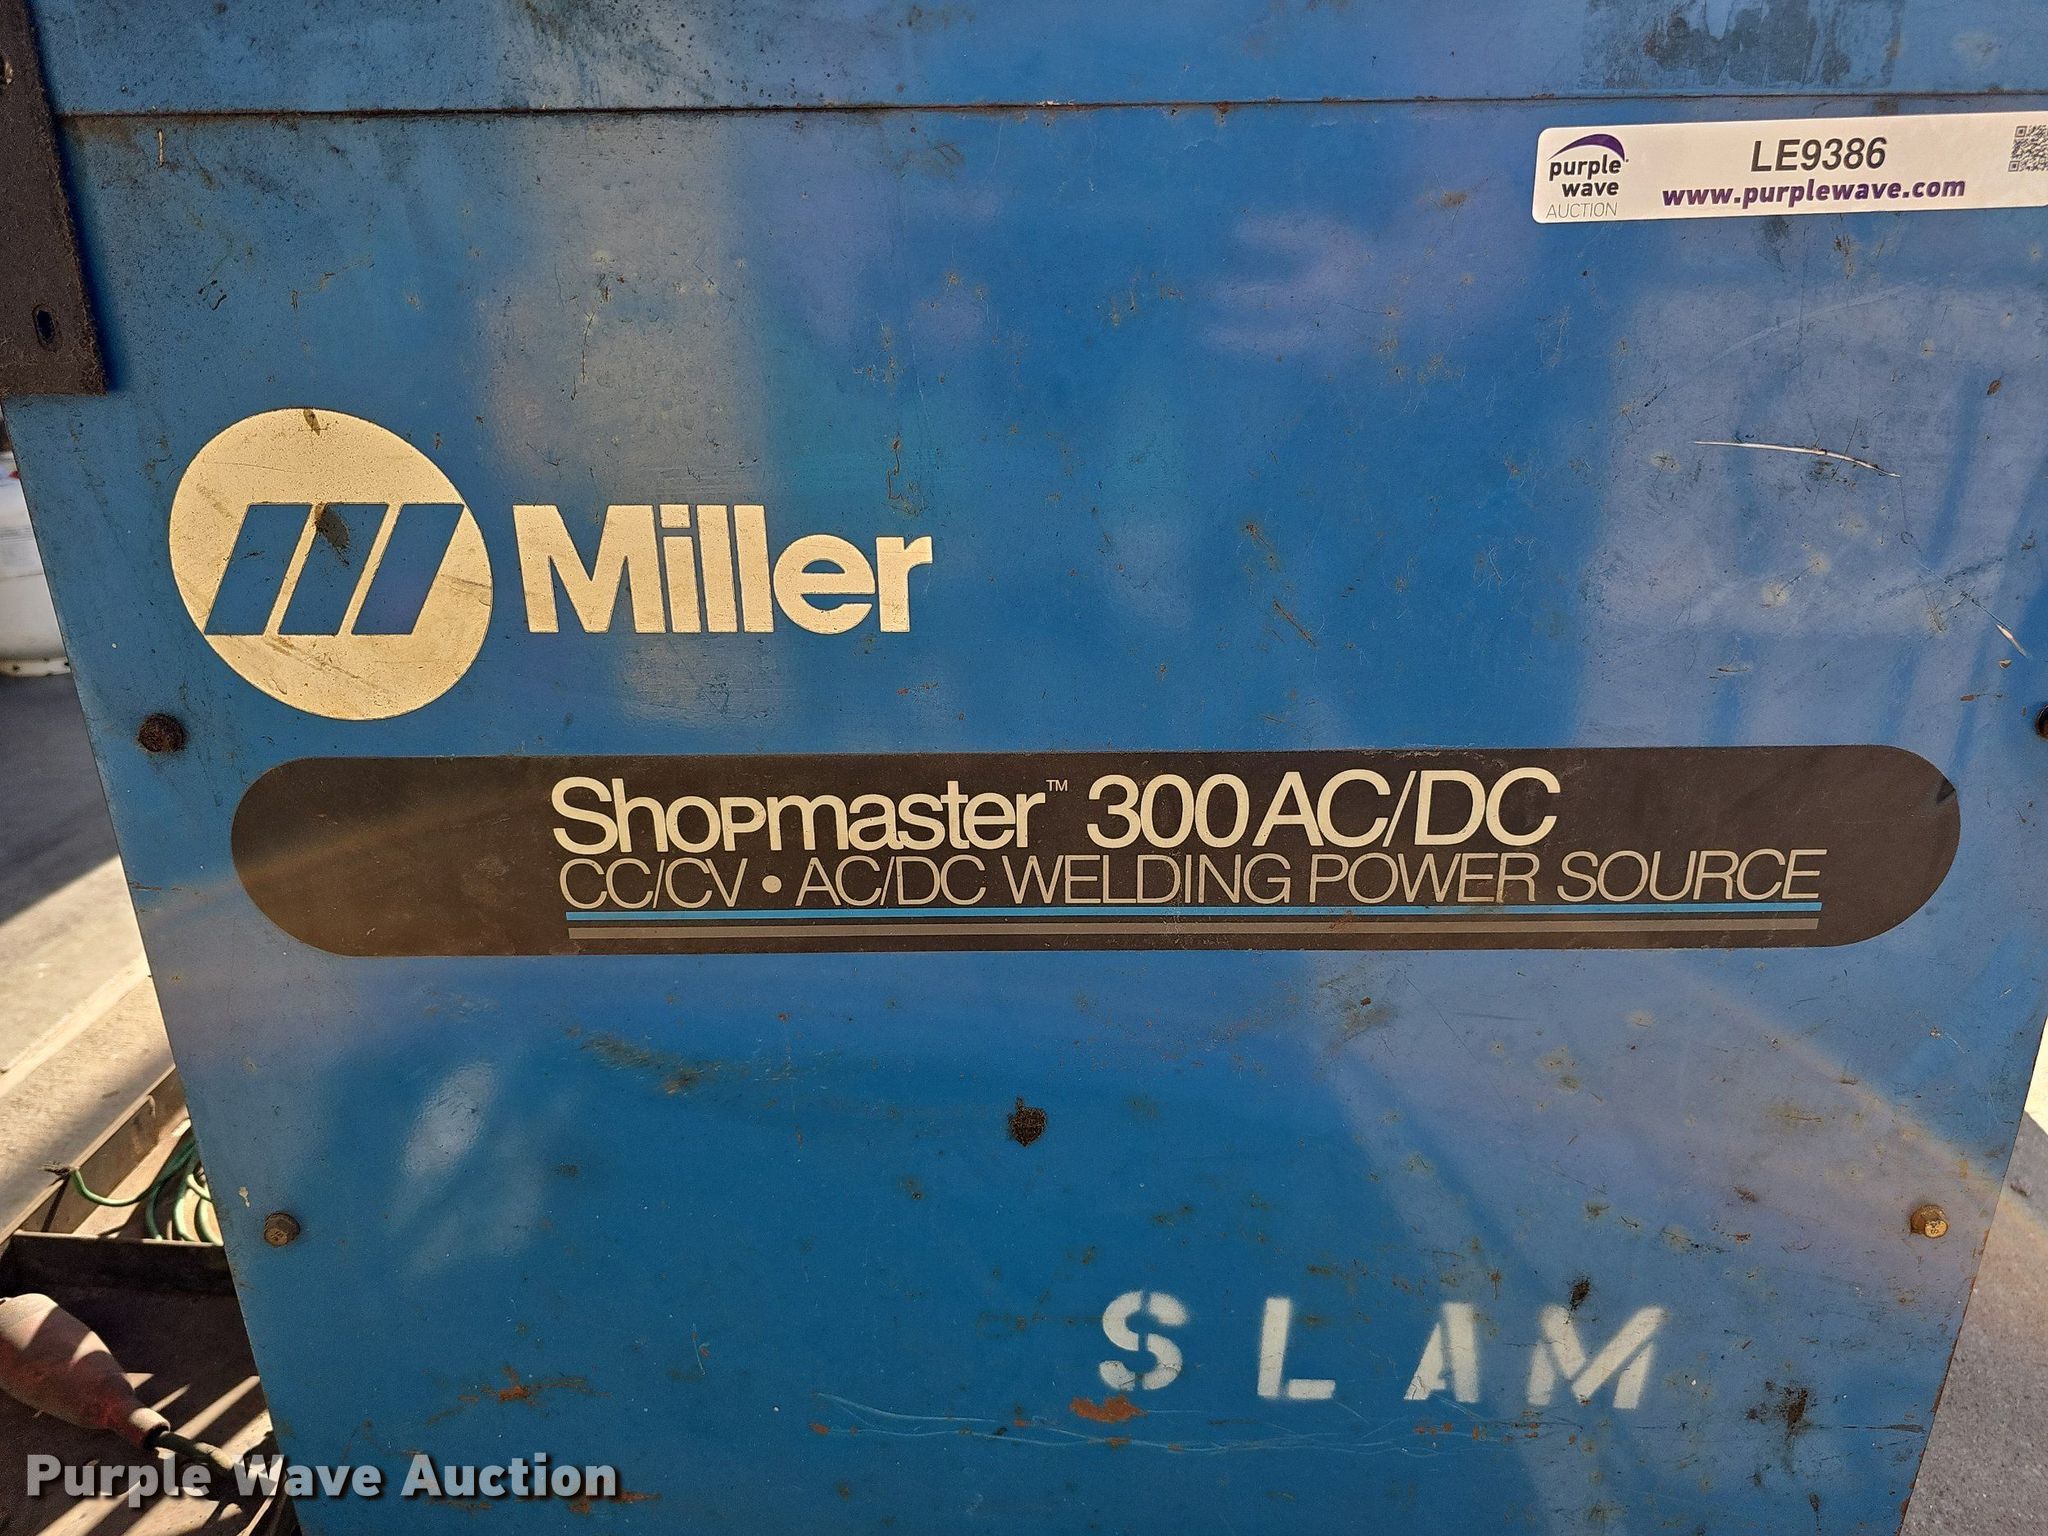 purple
wave
AUCTION
LE9386
www.purplewave.com
Miller
Shopmaster™ 300 AC/DC
CC/CV • AC/DC WELDING POWER SOURCE
SLAM
Purple Wave Auction